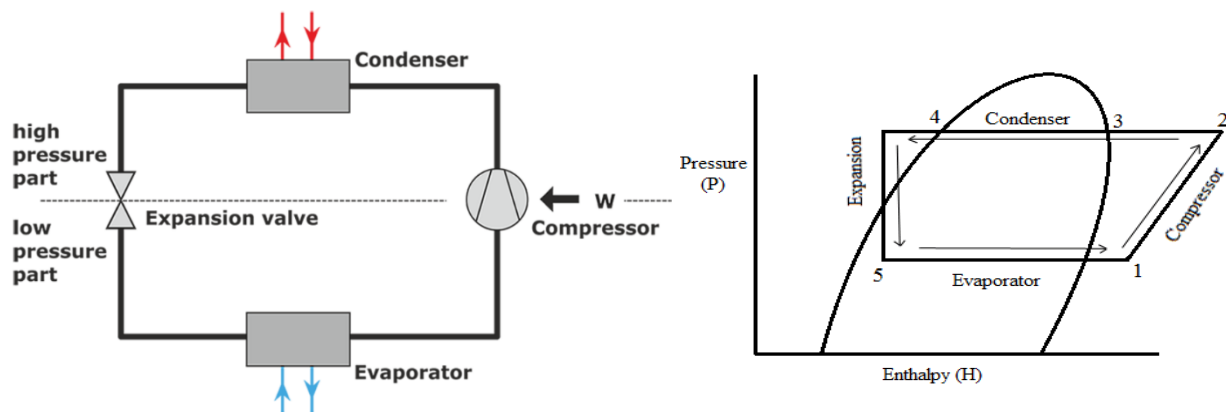 Condenser
high
pressure
part
Expansion valve
W
Compressor
low
pressure
part
Evaporator
4
Condenser
3
2
Pressure
(P)
Expansion
Compressor
5
Evaporator
1
Enthalpy (H)